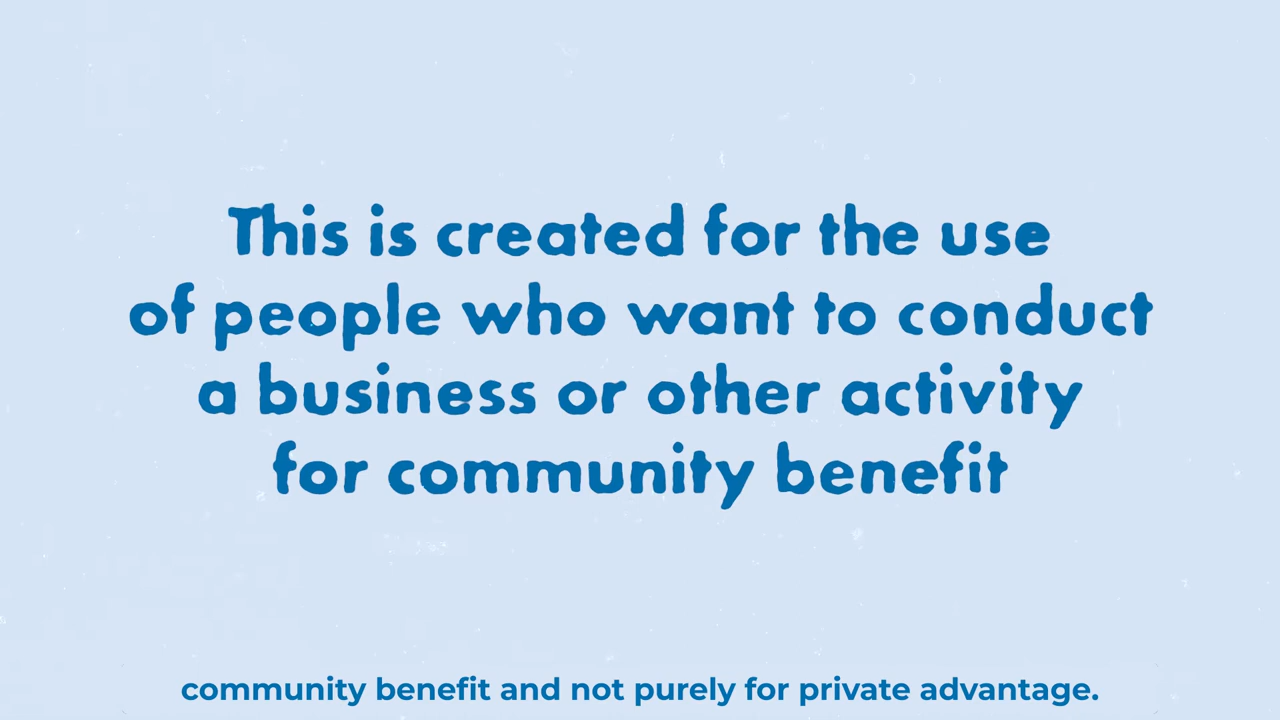 This is created for the use
of people who want to conduct
a business or other activity
for community benefit
community benefit and not purely for private advantage.